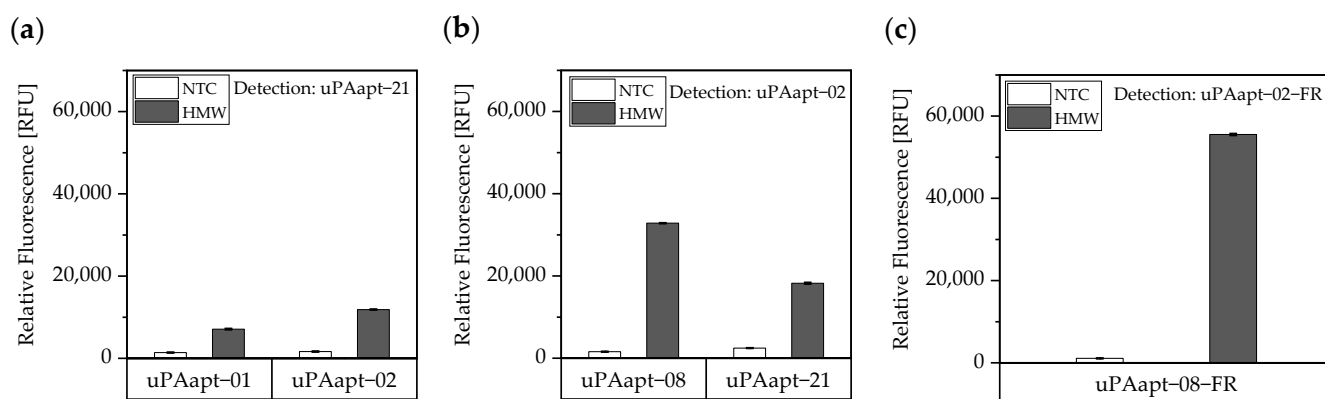 (a)
Relative Fluorescence [RFU]
60,000
40,000
20,000
0
NTC
HMW
Detection: uPAapt−21
uPAapt−01
uPAapt−02
(b)
Relative Fluorescence [RFU]
60,000
40,000
20,000
0
NTC
HMW
Detection: uPAapt−02
uPAapt−08
uPAapt−21
(c)
Relative Fluorescence [RFU]
60,000
40,000
20,000
0
NTC
HMW
Detection: uPAapt−02−FR
uPAapt−08−FR